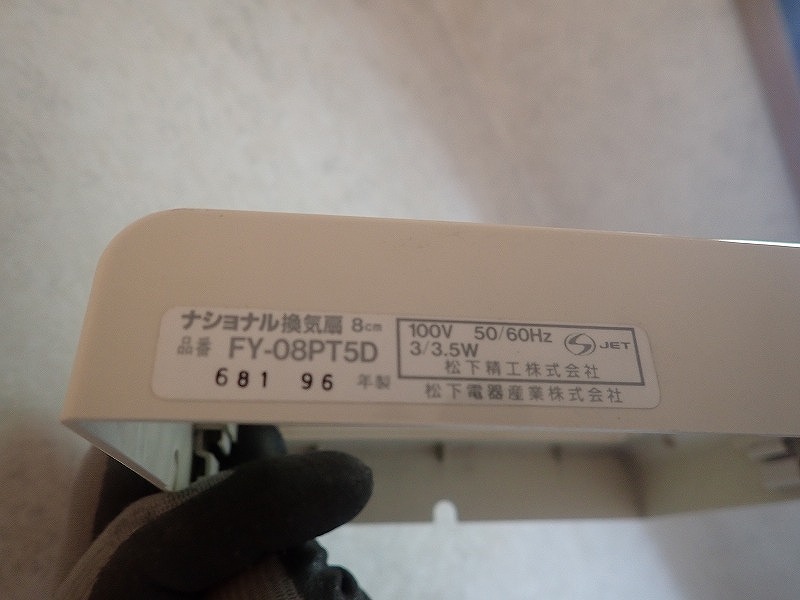 ナショナル換気扇 8cm
品番 FY-08PT5D
681 96 年製
100V 50/60Hz
3/3.5W
JET
松下精工株式会社
松下電器産業株式会社